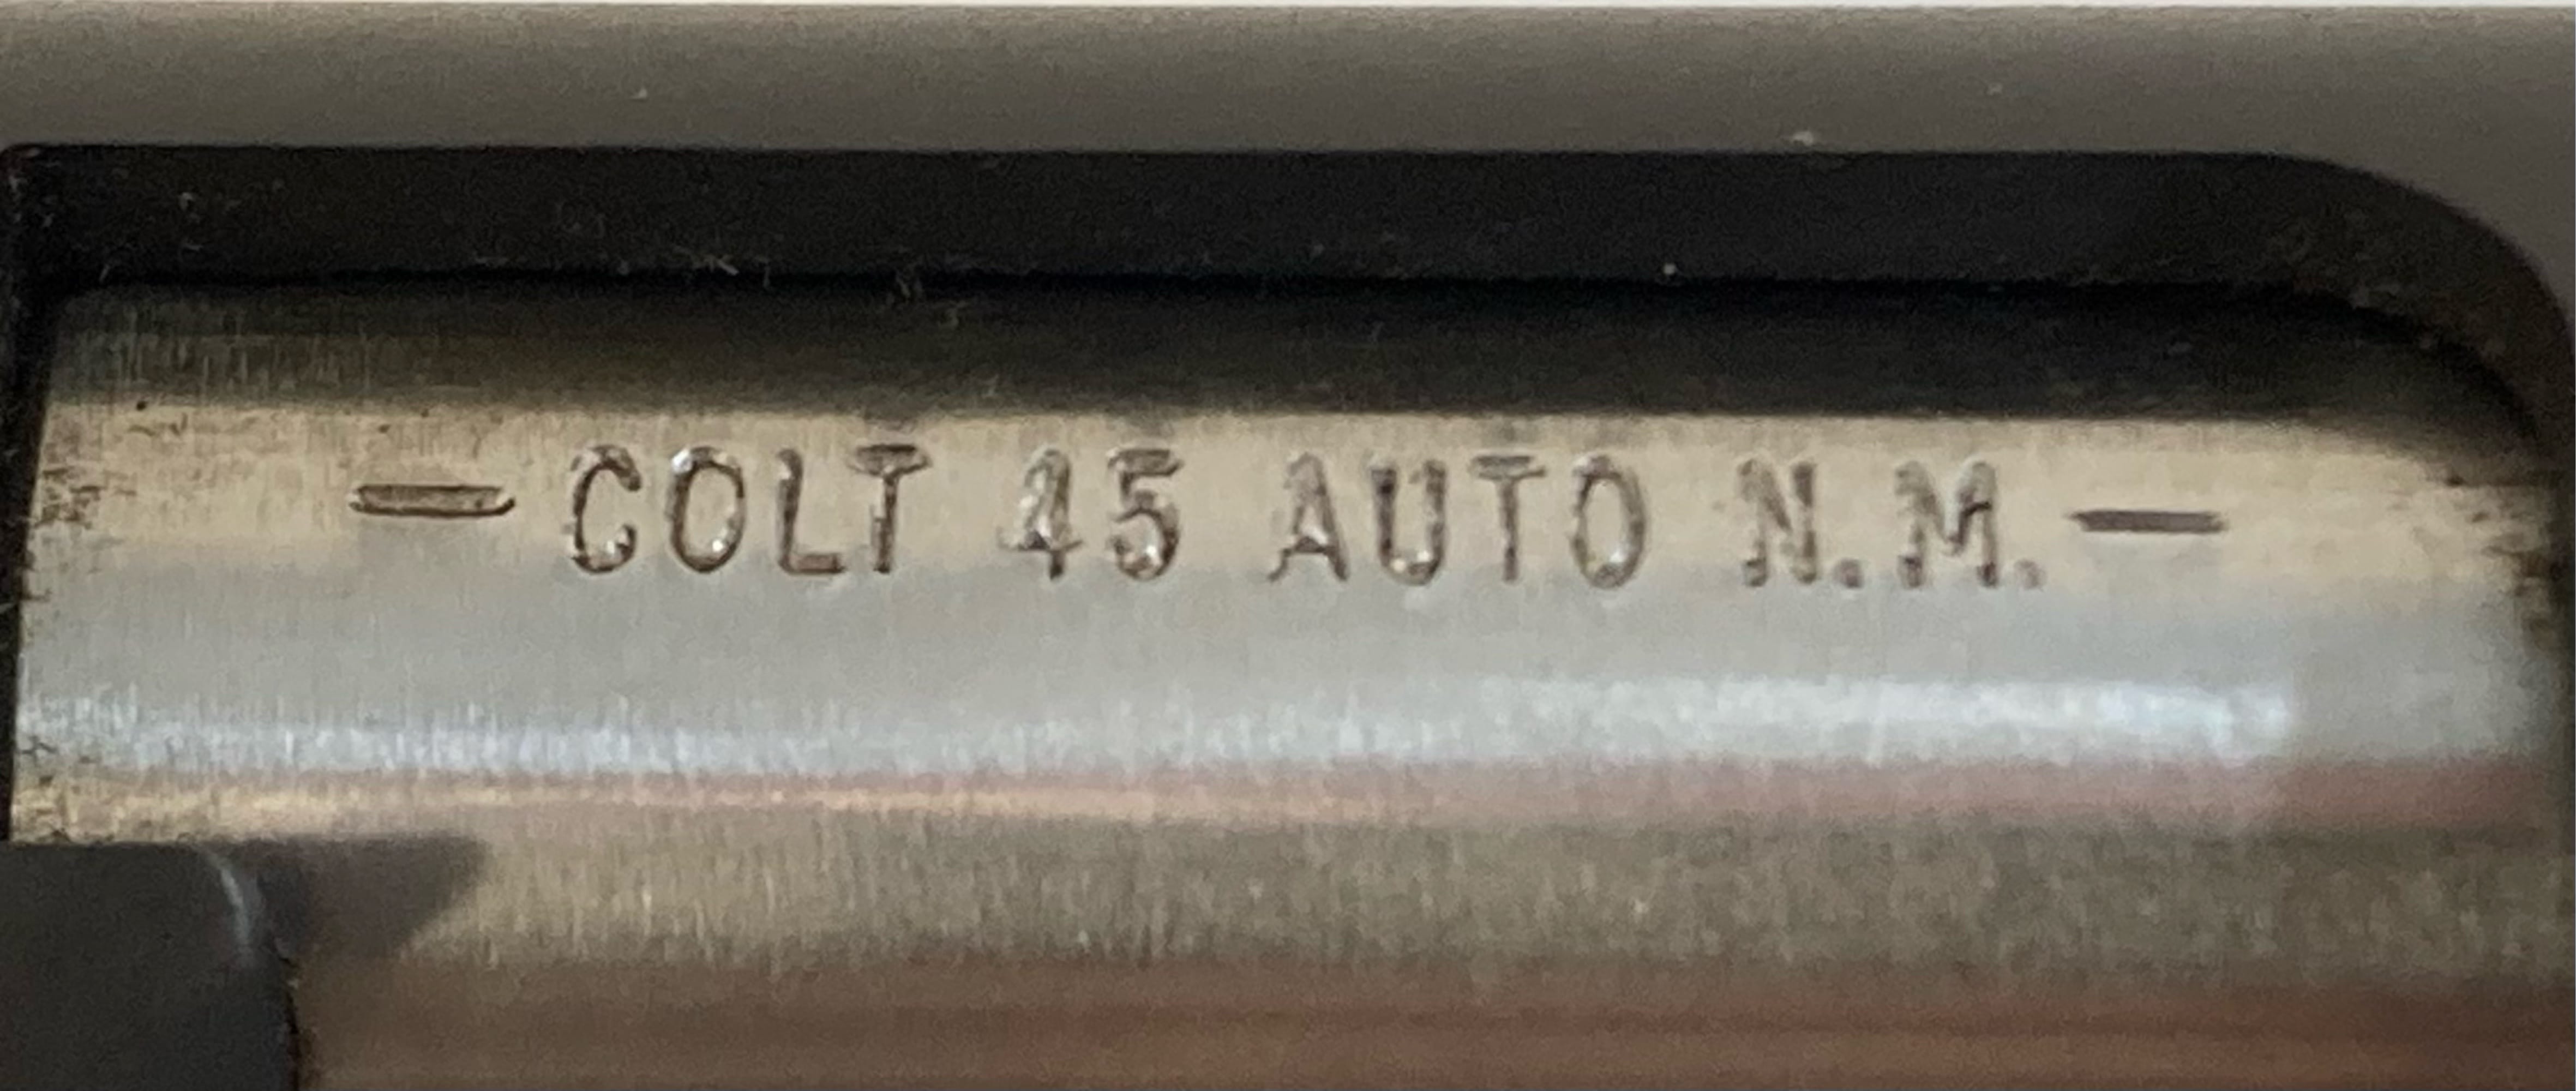 —COLT 45 AUTO N.M.—